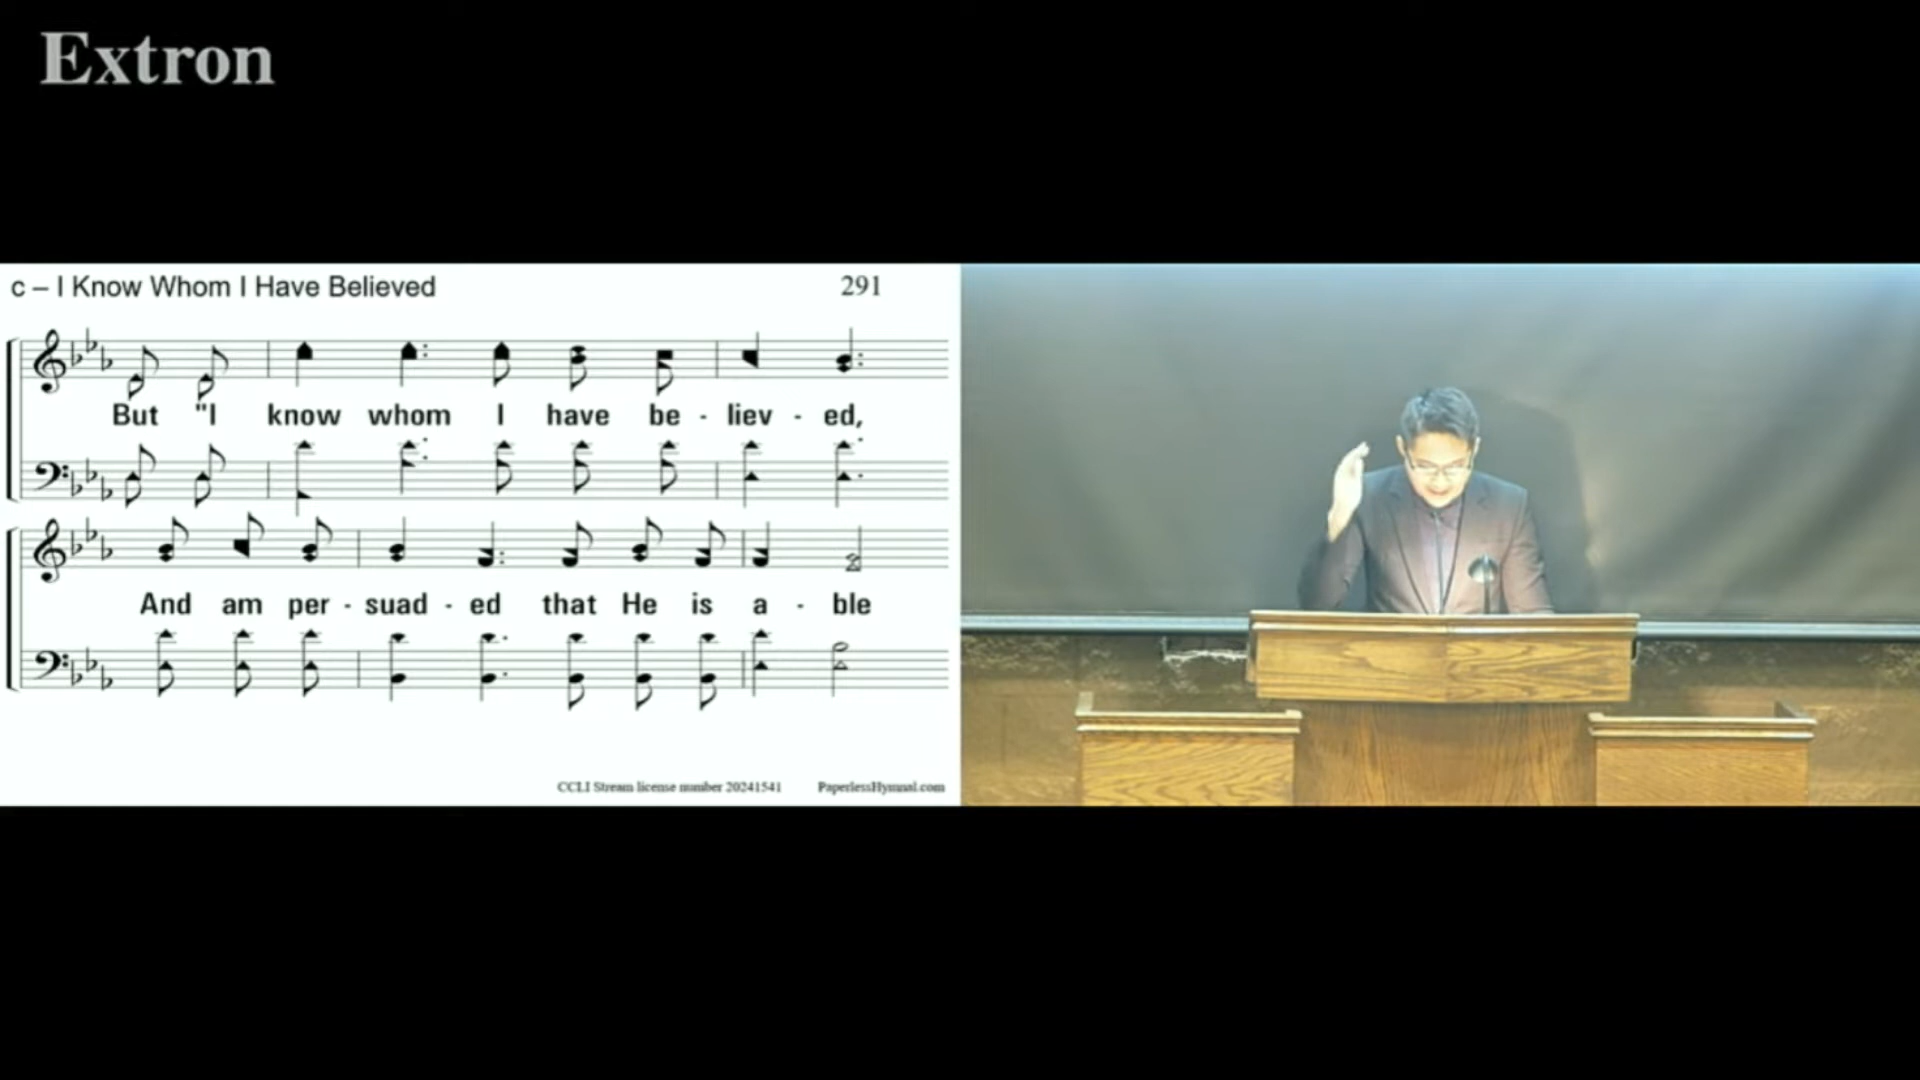 Extron
c – I Know Whom I Have Believed 291
But "I know whom I have be - liev - ed,
And am per - suad - ed that He is a - ble
CCLI Stream license number 20241541 PaperlessHymnal.com